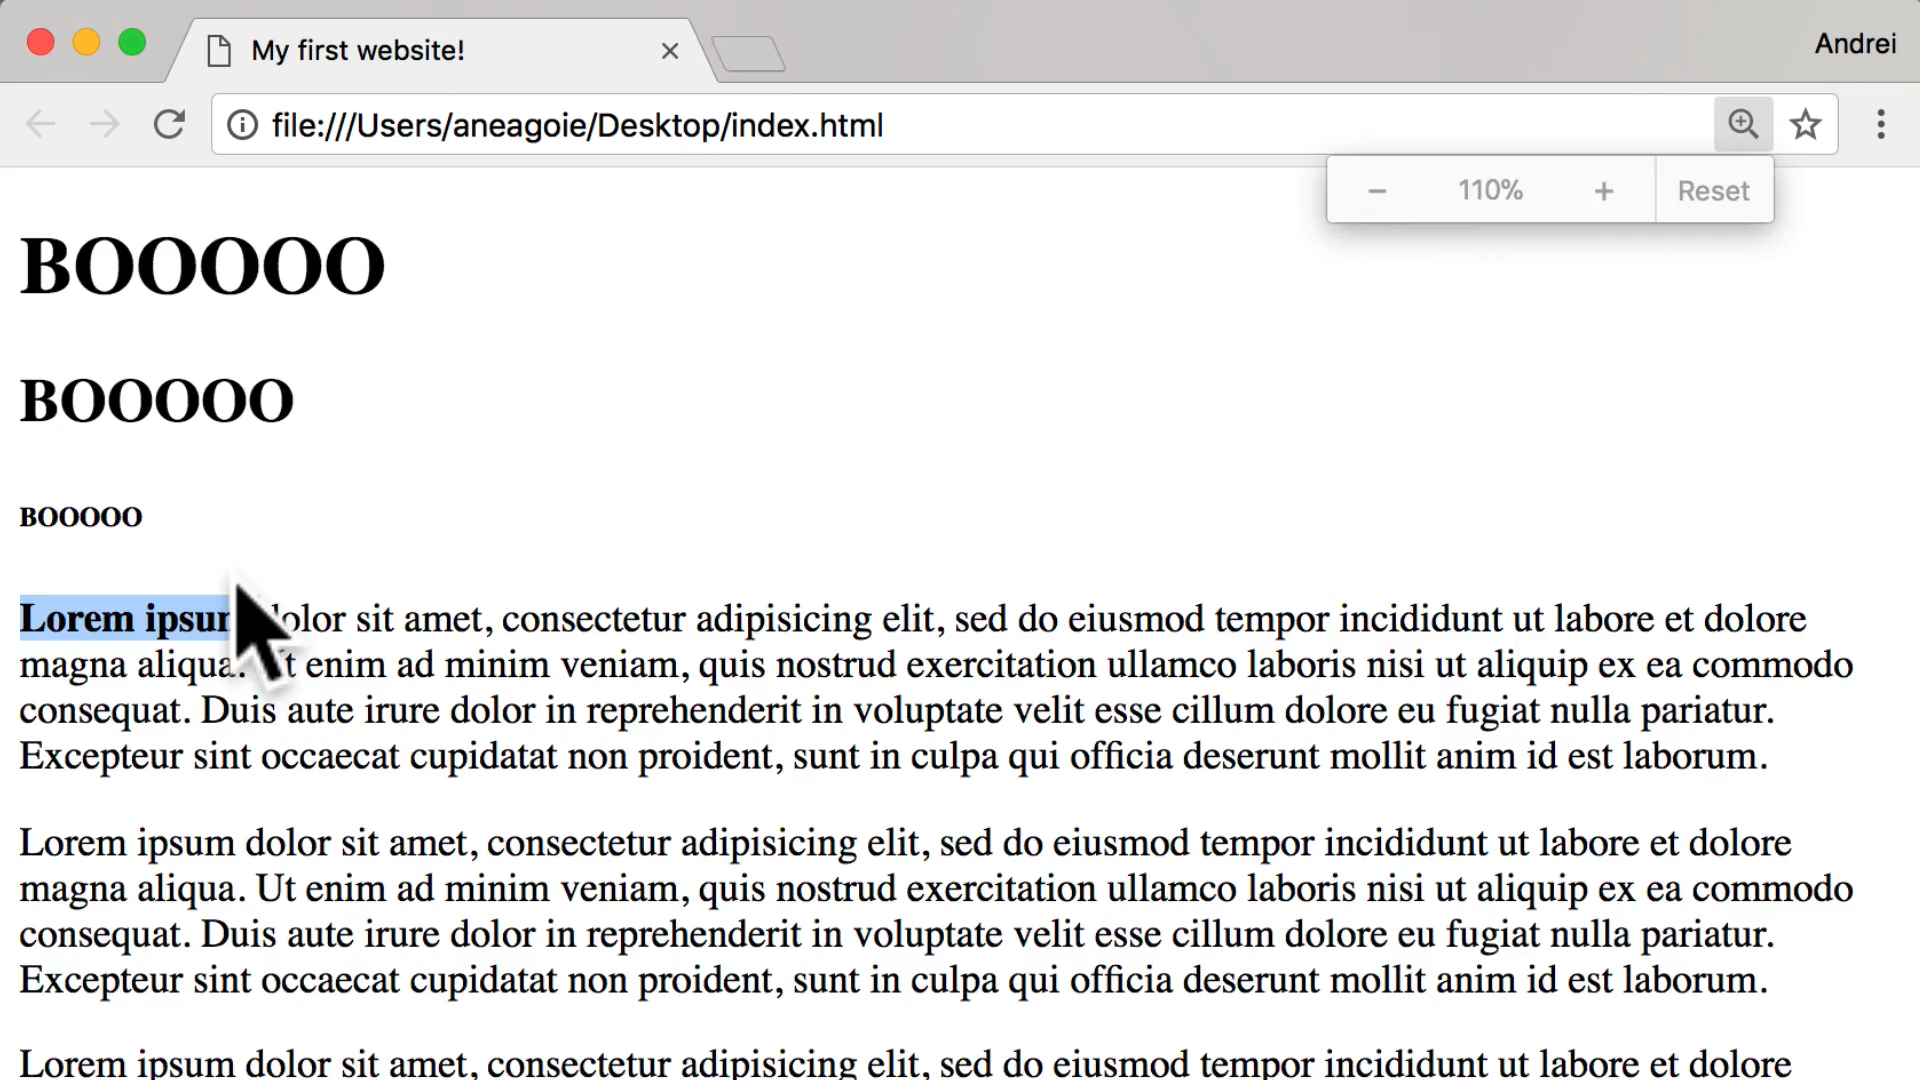 My first website!
Andrei
file:///Users/aneagoie/Desktop/index.html
110%
Reset
BOOOOO
BOOOOO
BOOOOO
Lorem ipsum dolor sit amet, consectetur adipisicing elit, sed do eiusmod tempor incididunt ut labore et dolore
magna aliqua. Ut enim ad minim veniam, quis nostrud exercitation ullamco laboris nisi ut aliquip ex ea commodo
consequat. Duis aute irure dolor in reprehenderit in voluptate velit esse cillum dolore eu fugiat nulla pariatur.
Excepteur sint occaecat cupidatat non proident, sunt in culpa qui officia deserunt mollit anim id est laborum.
Lorem ipsum dolor sit amet, consectetur adipisicing elit, sed do eiusmod tempor incididunt ut labore et dolore
magna aliqua. Ut enim ad minim veniam, quis nostrud exercitation ullamco laboris nisi ut aliquip ex ea commodo
consequat. Duis aute irure dolor in reprehenderit in voluptate velit esse cillum dolore eu fugiat nulla pariatur.
Excepteur sint occaecat cupidatat non proident, sunt in culpa qui officia deserunt mollit anim id est laborum.
Lorem ipsum dolor sit amet, consectetur adipisicing elit, sed do eiusmod tempor incididunt ut labore et dolore